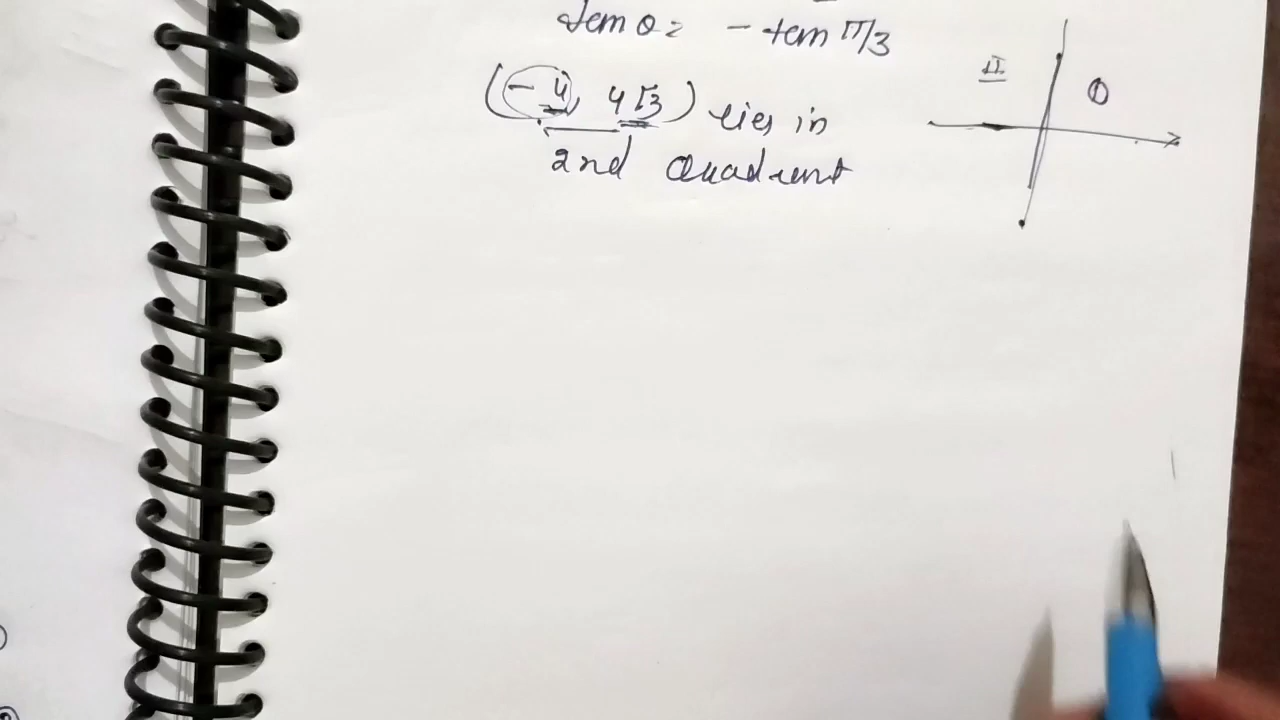 tan θ = - tan π/3
(-4, 4√3) lies in
2nd Quadrant
II
I